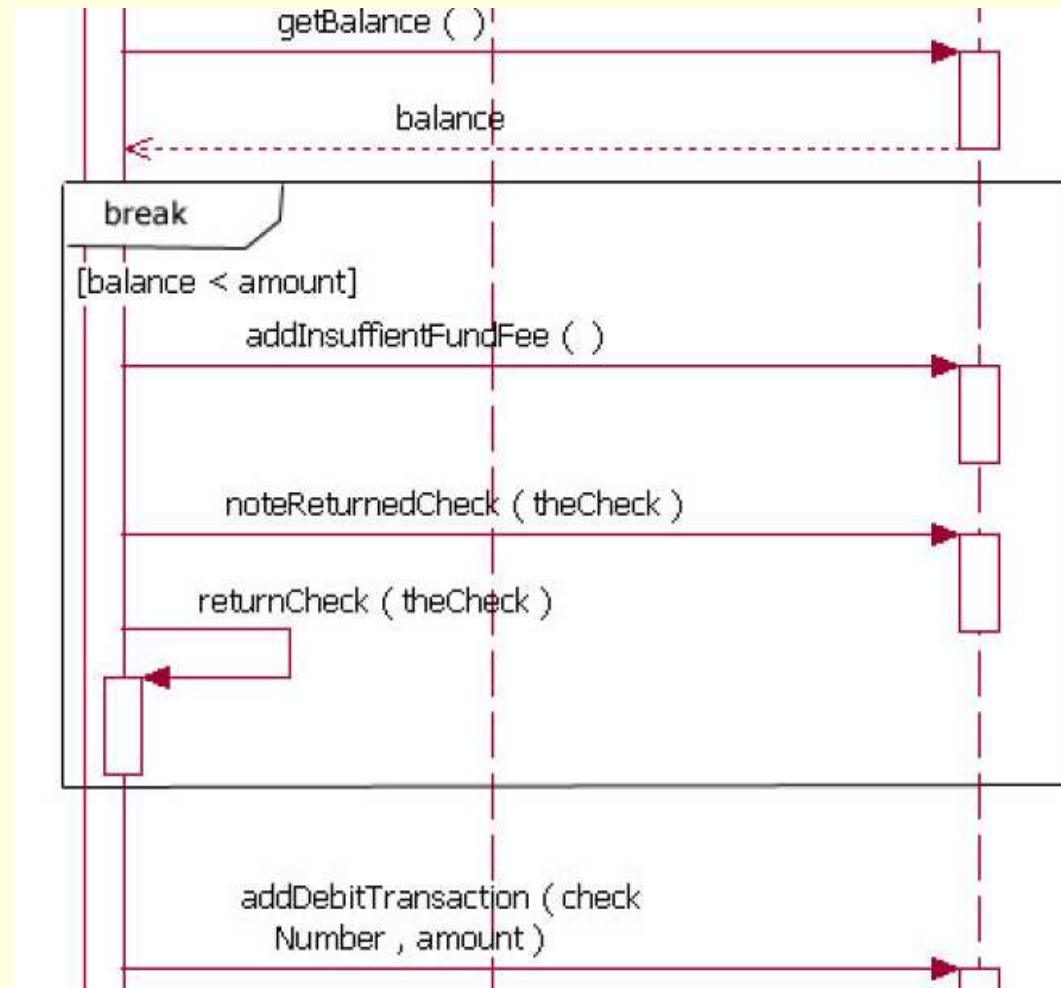 getBalance ( )
balance
break
[balance < amount]
addInsuffientFundFee ( )
noteReturnedCheck ( theCheck )
returnCheck ( theCheck )
addDebitTransaction ( check
Number , amount )